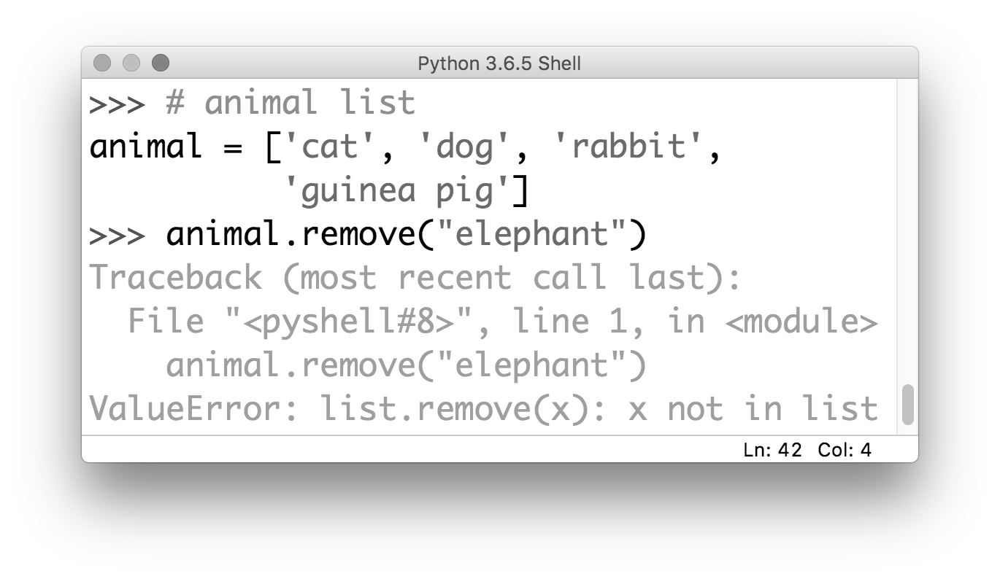 Python 3.6.5 Shell
>>> # animal list
animal = ['cat', 'dog', 'rabbit',
          'guinea pig']
>>> animal.remove("elephant")
Traceback (most recent call last):
  File "<pyshell#8>", line 1, in <module>
    animal.remove("elephant")
ValueError: list.remove(x): x not in list
Ln: 42 Col: 4